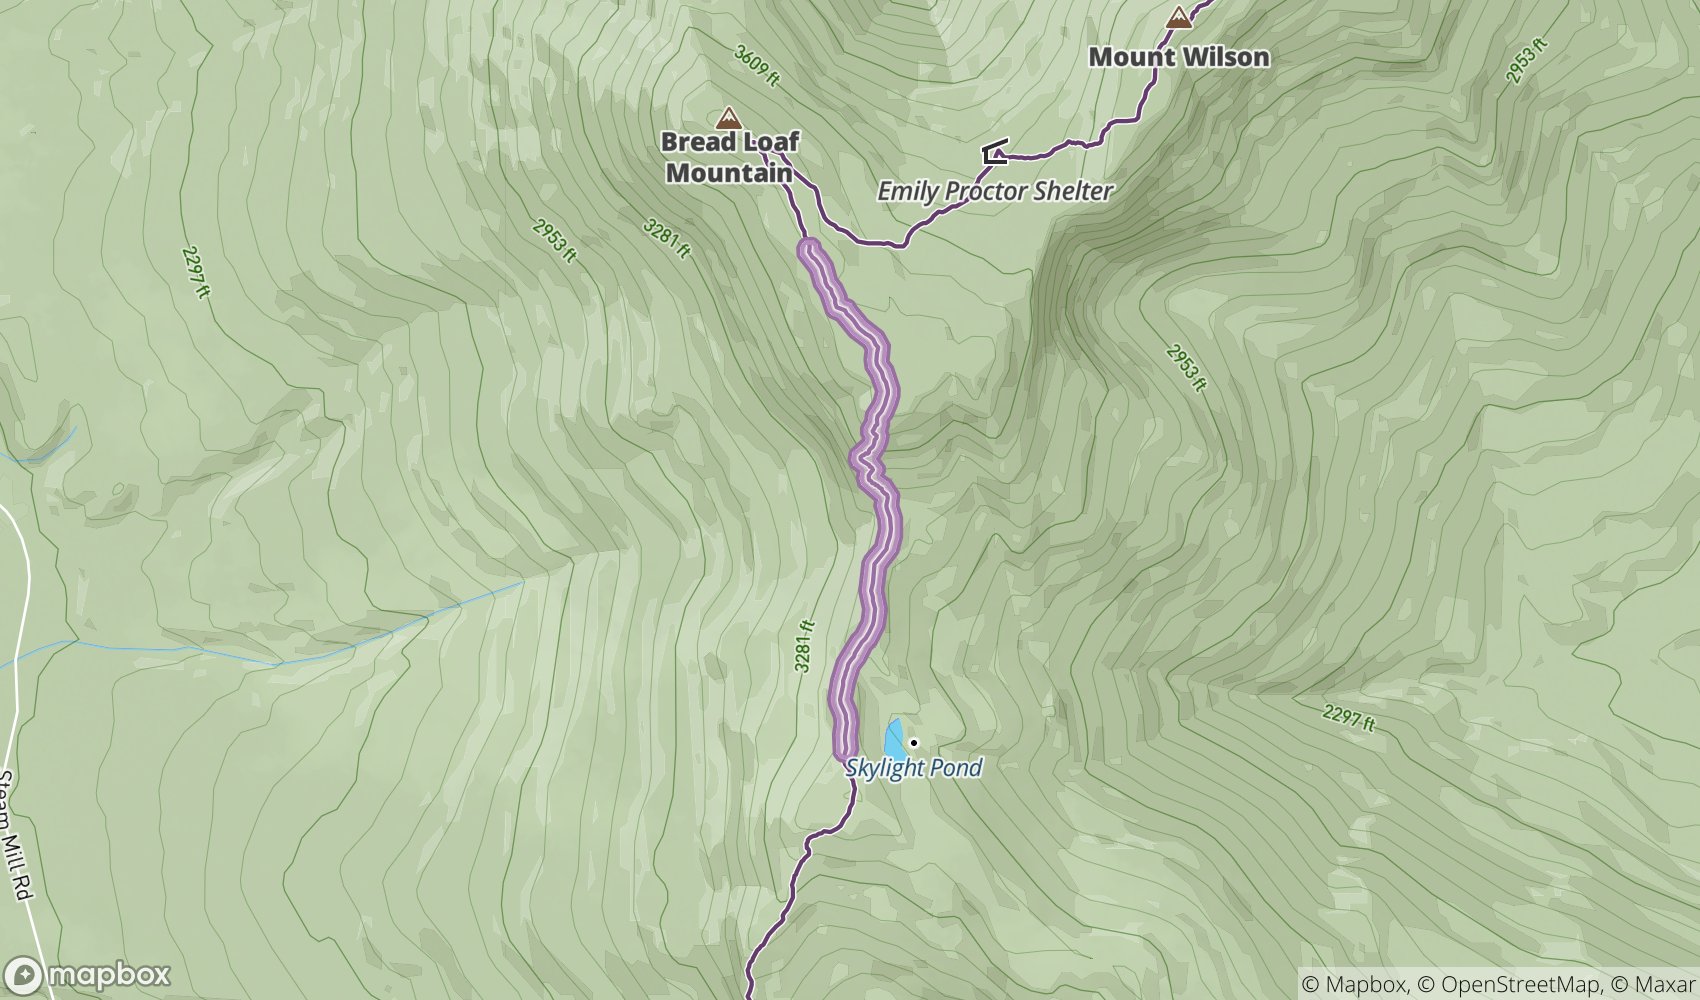 Mount Wilson
3609 ft
2953 ft
Bread Loaf
Mountain
Emily Proctor Shelter
2953 ft
3281 ft
2297 ft
2953 ft
3281 ft
2297 ft
Skylight Pond
Steam Mill Rd
mapbox
© Mapbox, © OpenStreetMap, © Maxar